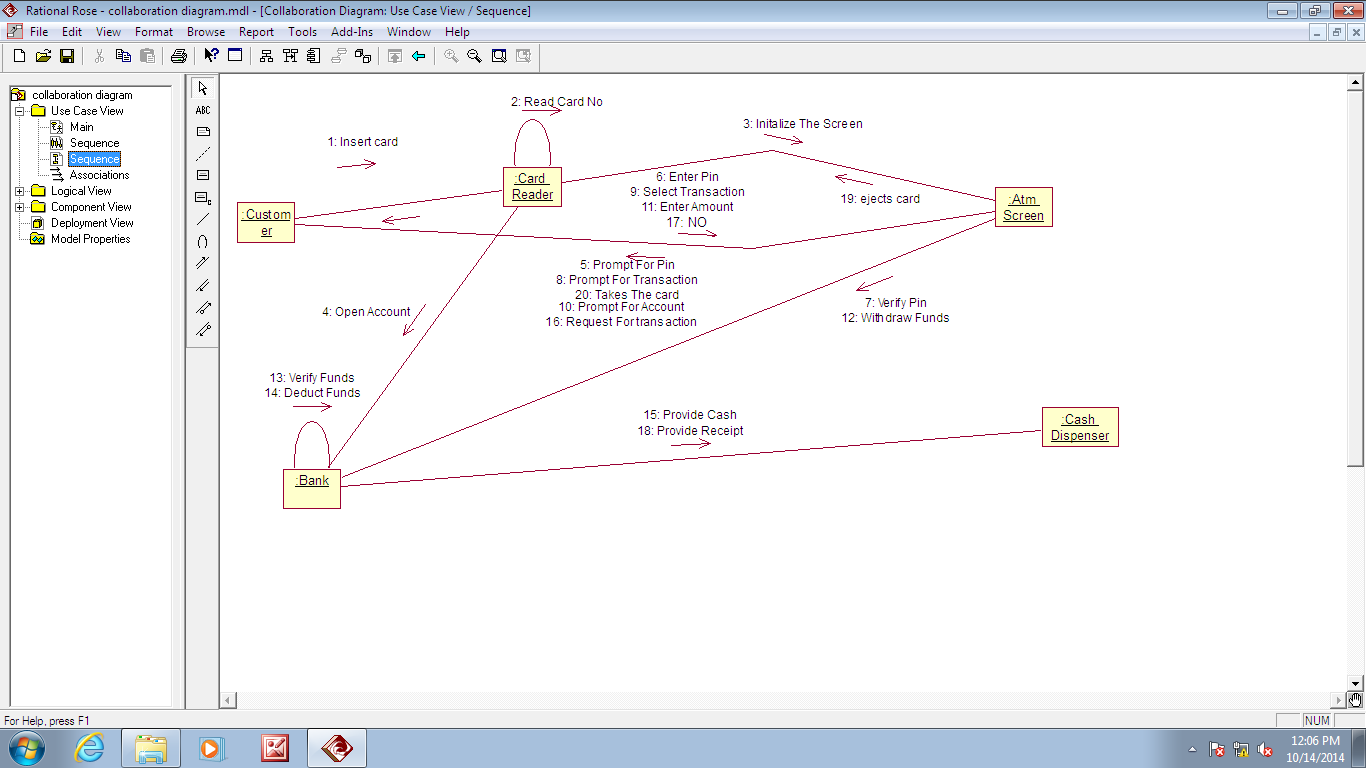 Rational Rose - collaboration diagram.mdl - [Collaboration Diagram: Use Case View / Sequence]
File Edit View Format Browse Report Tools Add-Ins Window Help
ABC
collaboration diagram
Use Case View
Main
Sequence
Sequence
Associations
Logical View
Component View
Deployment View
Model Properties
2: Read Card No
1: Insert card
3: Initalize The Screen
:Card
Reader
6: Enter Pin
9: Select Transaction
11: Enter Amount
17: NO
19: ejects card
:Atm
Screen
:Custom
er
5: Prompt For Pin
8: Prompt For Transaction
20: Takes The card
10: Prompt For Account
16: Request For transaction
4: Open Account
7: Verify Pin
12: Withdraw Funds
13: Verify Funds
14: Deduct Funds
15: Provide Cash
18: Provide Receipt
:Cash
Dispenser
:Bank
For Help, press F1
NUM
12:06 PM
10/14/2014